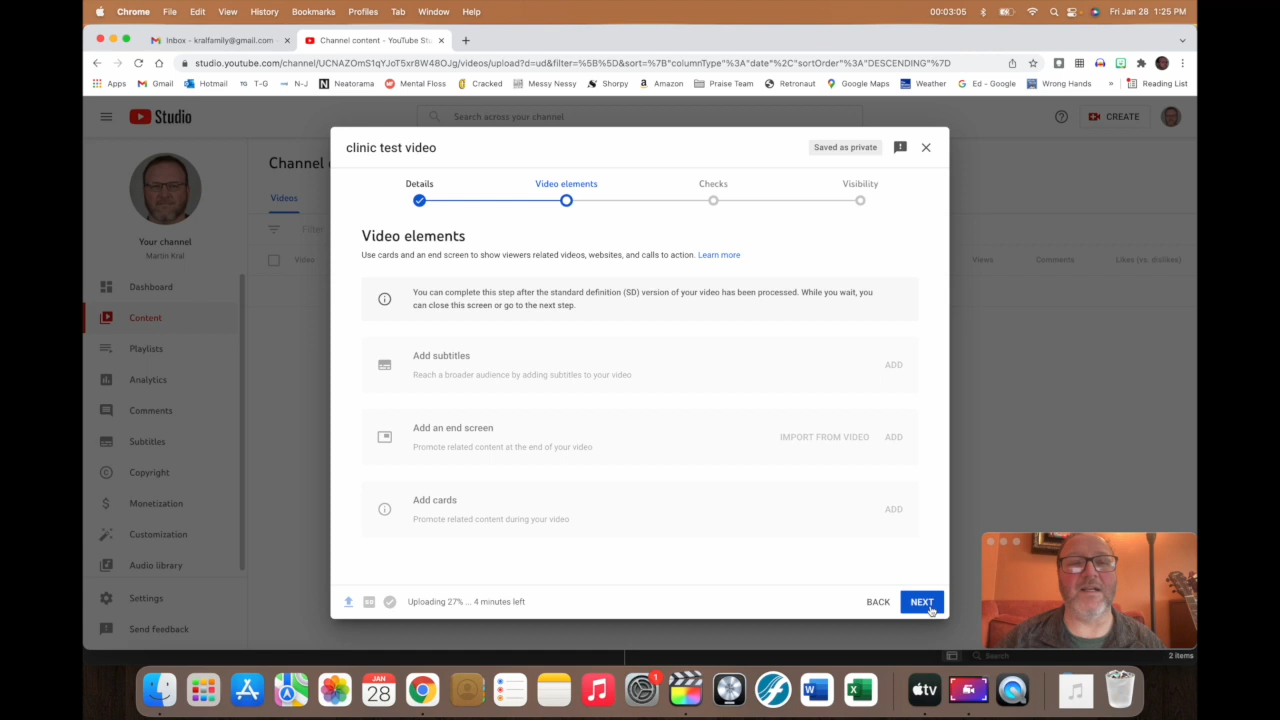 Chrome File Edit View History Bookmarks Profiles Tab Window Help 00:03:05 Fri Jan 28 1:25 PM
Inbox - kralfamily@gmail.com - Channel content - YouTube Stu
studio.youtube.com/channel/UCNAZOmS1qYJoT5xr8W48OJg/videos/upload?d=ud&filter=%5B%5D&sort=%7B"columnType"%3A"date"%2C"sortOrder"%3A"DESCENDING"%7D
Apps Gmail Hotmail T-G N-J Neatorama Mental Floss Cracked Messy Nessy Shorpy Amazon Praise Team Retronaut Google Maps Weather Ed - Google Wrong Hands » Reading List
Studio Search across your channel CREATE
Channel
Videos
Filter
Video Views Comments Likes (vs. dislikes)
Your channel
Martin Kral
Dashboard
Content
Playlists
Analytics
Comments
Subtitles
Copyright
Monetization
Customization
Audio library
Settings
Send feedback
clinic test video Saved as private
Details Video elements Checks Visibility
Video elements
Use cards and an end screen to show viewers related videos, websites, and calls to action. Learn more
You can complete this step after the standard definition (SD) version of your video has been processed. While you wait, you
can close this screen or go to the next step.
Add subtitles
Reach a broader audience by adding subtitles to your video ADD
Add an end screen
Promote related content at the end of your video IMPORT FROM VIDEO ADD
Add cards
Promote related content during your video ADD
SD Uploading 27% ... 4 minutes left BACK NEXT
Search 2 items
JAN
28
1
tv
W
X